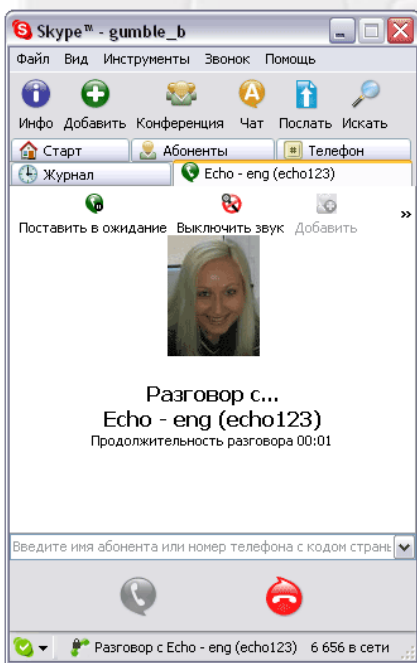 Skype™ - gumble_b
Файл Вид Инструменты Звонок Помощь
Инфо Добавить Конференция Чат Послать Искать
Старт Абоненты Телефон
Журнал Echo - eng (echo123)
Поставить в ожидание Выключить звук Добавить »
Разговор с...
Echo - eng (echo123)
Продолжительность разговора 00:01
Введите имя абонента или номер телефона с кодом страны
Разговор с Echo - eng (echo123) 6 656 в сети